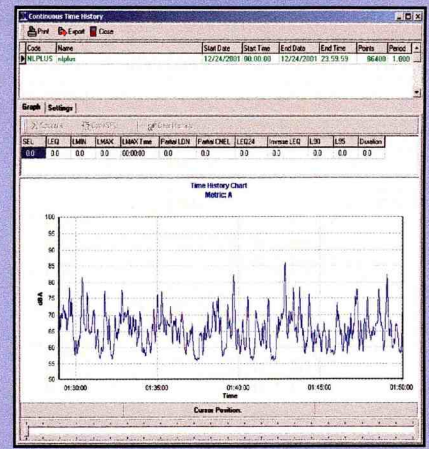 Continuous Time History
Print Export Close
Code Name Start Date Start Time End Date End Time Points Period
NLPLUS nlplus 12/24/2001 00:00:00 12/24/2001 23:59:59 86400 1.000
Graph Settings
SEL LEQ LMIN LMAX LMAX Time Partial LDN Partial CNEL LEQ24 Inverse LEQ L90 L95 Duration
0.0 0.0 0.0 0.0 00:00:00 0.0 0.0 0.0 0.0 0.0 0.0 0.0
Time History Chart
Metric: A
100
95
90
85
80
75
70
65
60
55
50
dBA
01:30:00 01:35:00 01:40:00 01:45:00 01:50:00
Time
Cursor Position: